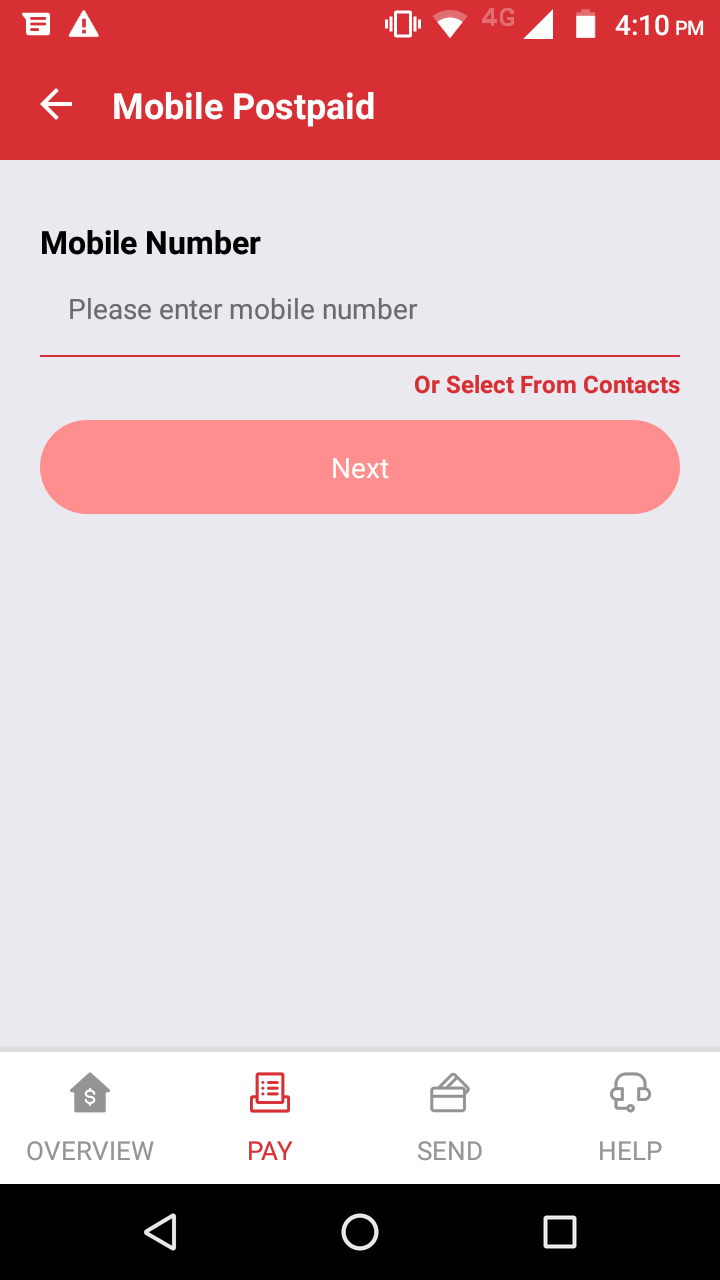 4G 4:10 PM
Mobile Postpaid
Mobile Number
Please enter mobile number
Or Select From Contacts
Next
OVERVIEW PAY SEND HELP